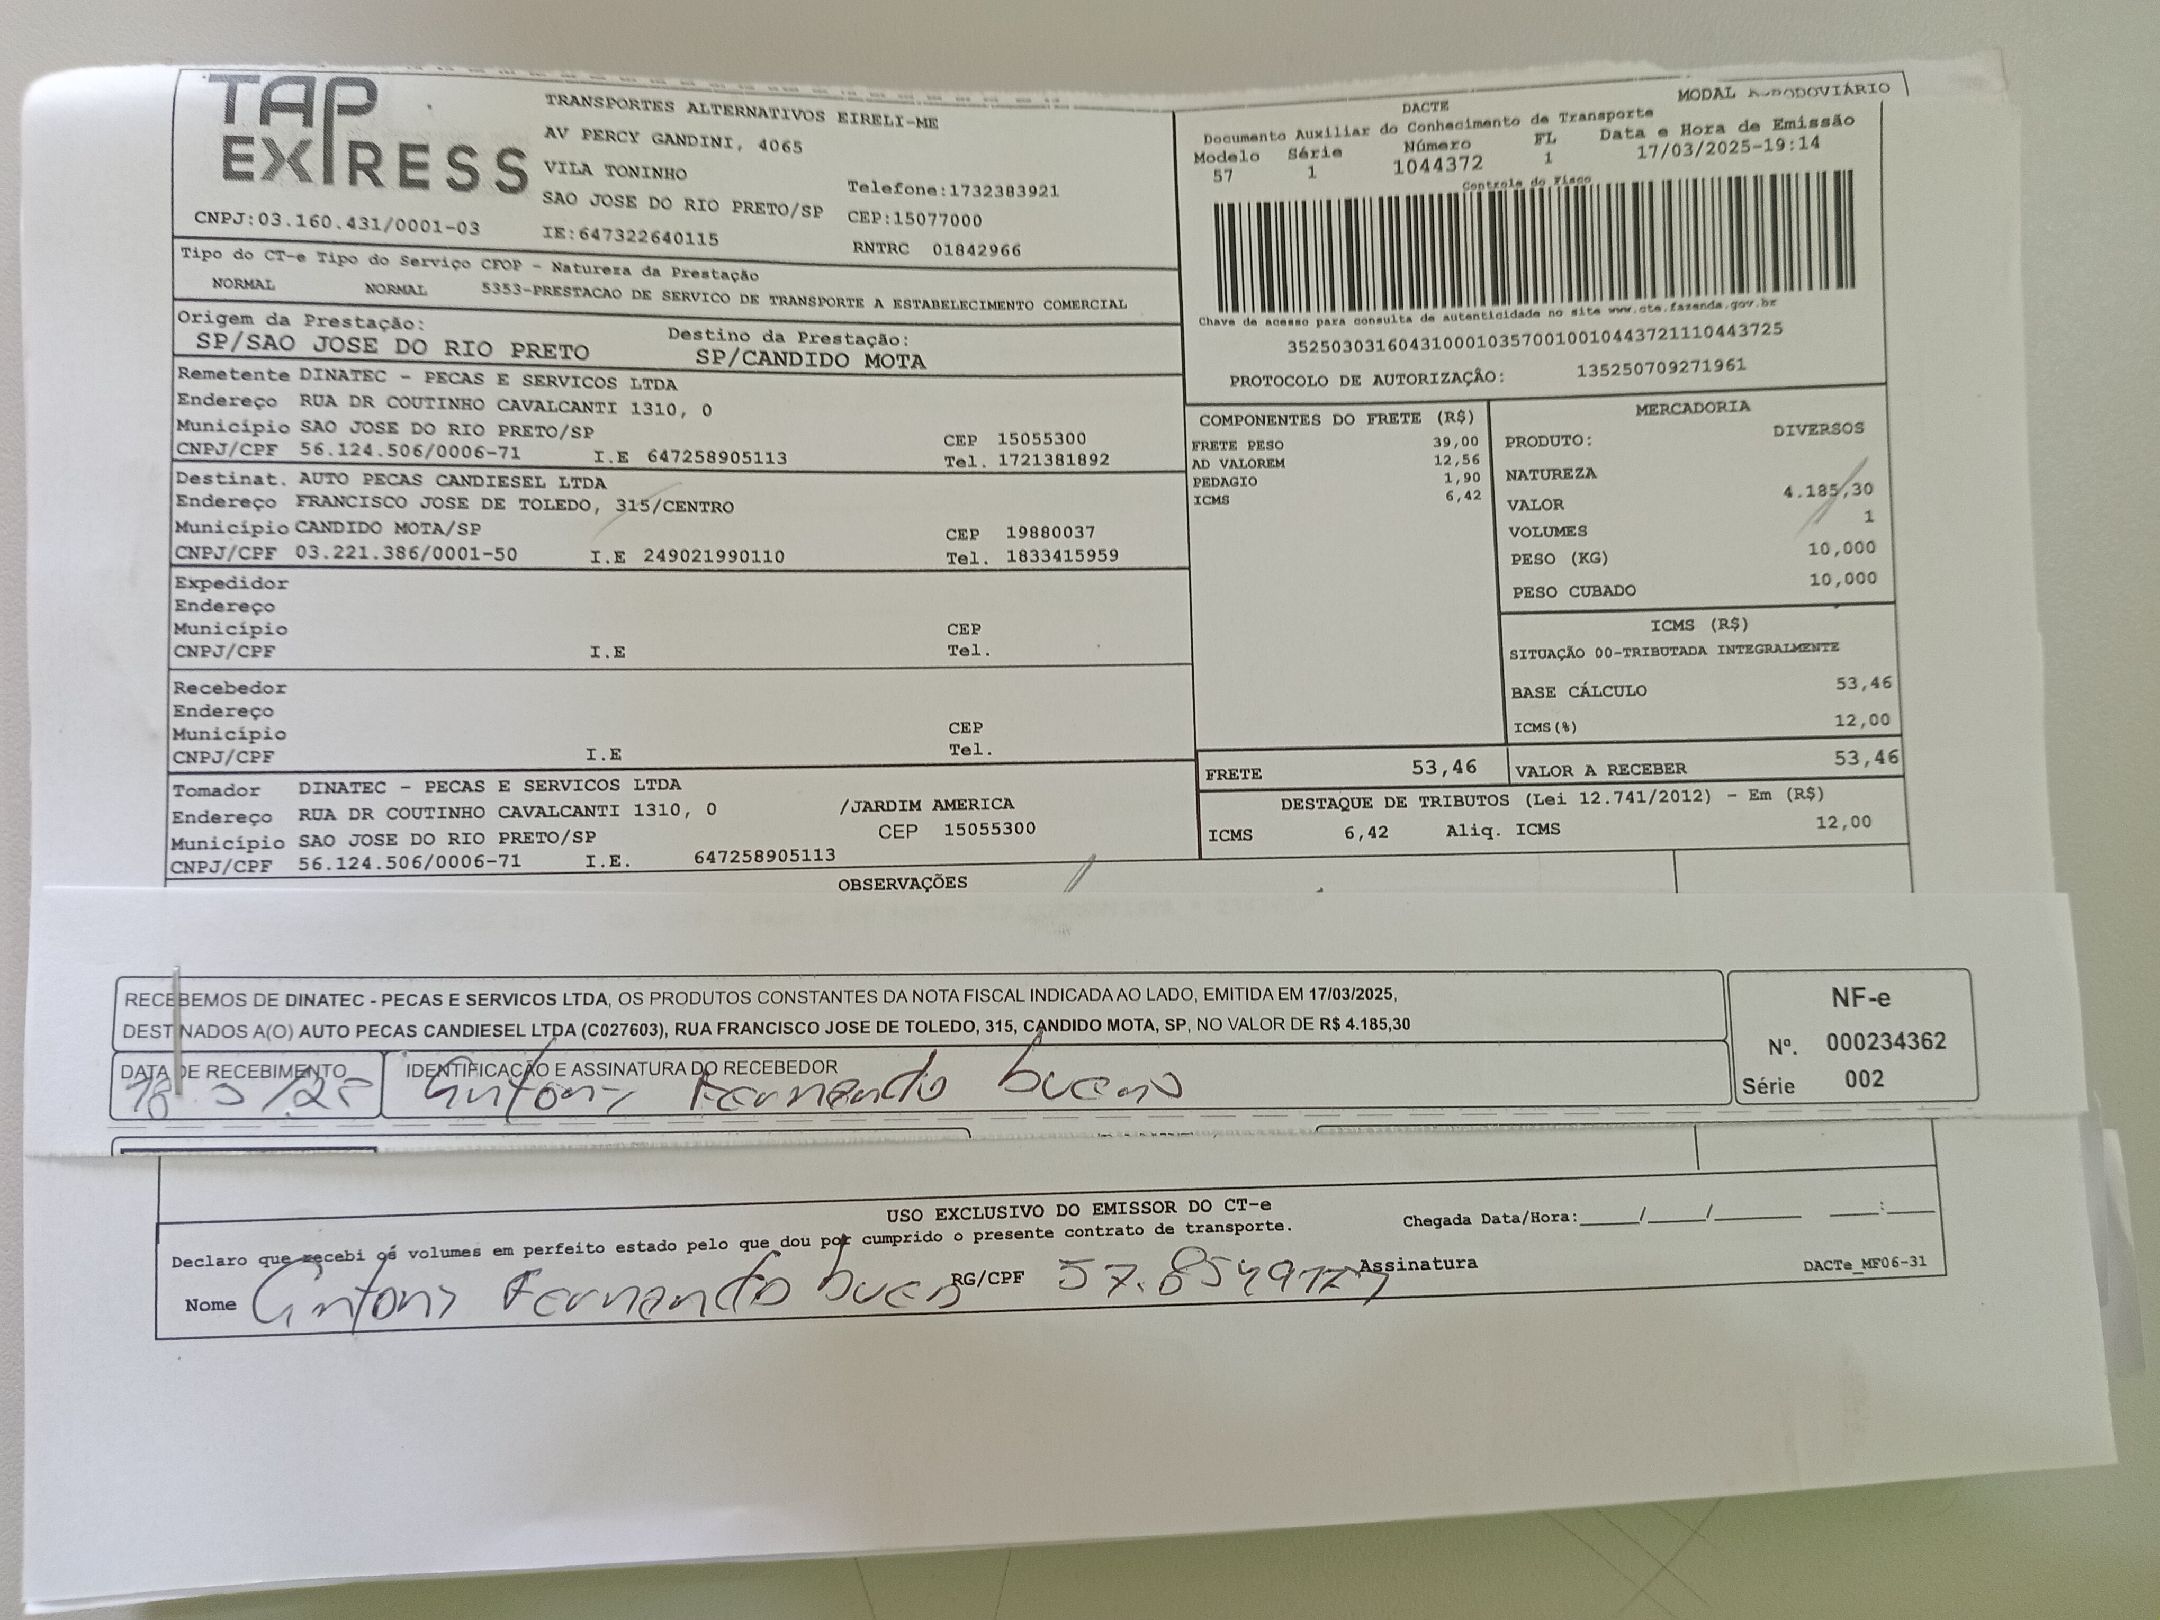 TAP
EXPRESS
TRANSPORTES ALTERNATIVOS EIRELI-ME
AV PERCY GANDINI, 4065
VILA TONINHO
SAO JOSE DO RIO PRETO/SP
Telefone:1732383921
CEP:15077000
CNPJ:03.160.431/0001-03 IE:647322640115 RNTRC 01842966
Tipo do CT-e Tipo do Serviço CFOP - Natureza da Prestação
NORMAL NORMAL 5353-PRESTACAO DE SERVICO DE TRANSPORTE A ESTABELECIMENTO COMERCIAL
Origem da Prestação: Destino da Prestação:
SP/SAO JOSE DO RIO PRETO SP/CANDIDO MOTA
Remetente DINATEC - PECAS E SERVICOS LTDA
Endereço RUA DR COUTINHO CAVALCANTI 1310, 0
Município SAO JOSE DO RIO PRETO/SP CEP 15055300
CNPJ/CPF 56.124.506/0006-71 I.E 647258905113 Tel. 1721381892
Destinat. AUTO PECAS CANDIESEL LTDA
Endereço FRANCISCO JOSE DE TOLEDO, 315/CENTRO
Município CANDIDO MOTA/SP CEP 19880037
CNPJ/CPF 03.221.386/0001-50 I.E 249021990110 Tel. 1833415959
Expedidor
Endereço
Município CEP
CNPJ/CPF I.E Tel.
Recebedor
Endereço
Município CEP
CNPJ/CPF I.E Tel.
Tomador DINATEC - PECAS E SERVICOS LTDA
Endereço RUA DR COUTINHO CAVALCANTI 1310, 0 /JARDIM AMERICA
Município SAO JOSE DO RIO PRETO/SP CEP 15055300
CNPJ/CPF 56.124.506/0006-71 I.E. 647258905113
MODAL RODOVIÁRIO
DACTE
Documento Auxiliar do Conhecimento de Transporte
Modelo Série Número FL Data e Hora de Emissão
57 1 1044372 1 17/03/2025-19:14
Controle do Fisco
Chave de acesso para consulta de autenticidade no site www.cte.fazenda.gov.br
35250303160431000103570010010443721110443725
PROTOCOLO DE AUTORIZAÇÃO: 135250709271961
COMPONENTES DO FRETE (R$)
FRETE PESO 39,00
AD VALOREM 12,56
PEDAGIO 1,90
ICMS 6,42
MERCADORIA
PRODUTO: DIVERSOS
NATUREZA
VALOR 4.185,30
VOLUMES 1
PESO (KG) 10,000
PESO CUBADO 10,000
ICMS (R$)
SITUAÇÃO 00-TRIBUTADA INTEGRALMENTE
BASE CÁLCULO 53,46
ICMS(%) 12,00
FRETE 53,46 VALOR A RECEBER 53,46
DESTAQUE DE TRIBUTOS (Lei 12.741/2012) - Em (R$)
ICMS 6,42 Aliq. ICMS 12,00
OBSERVAÇÕES
RECEBEMOS DE DINATEC - PECAS E SERVICOS LTDA, OS PRODUTOS CONSTANTES DA NOTA FISCAL INDICADA AO LADO, EMITIDA EM 17/03/2025,
DESTINADOS A(O) AUTO PECAS CANDIESEL LTDA (C027603), RUA FRANCISCO JOSE DE TOLEDO, 315, CANDIDO MOTA, SP, NO VALOR DE R$ 4.185,30
DATA DE RECEBIMENTO IDENTIFICAÇÃO E ASSINATURA DO RECEBEDOR
Fernando bueno
NF-e
Nº. 000234362
Série 002
USO EXCLUSIVO DO EMISSOR DO CT-e
Declaro que recebi os volumes em perfeito estado pelo que dou por cumprido o presente contrato de transporte.
Chegada Data/Hora:_____/_____/________ ____:____
Nome Fernando RG/CPF Assinatura
DACTe_MF06-31